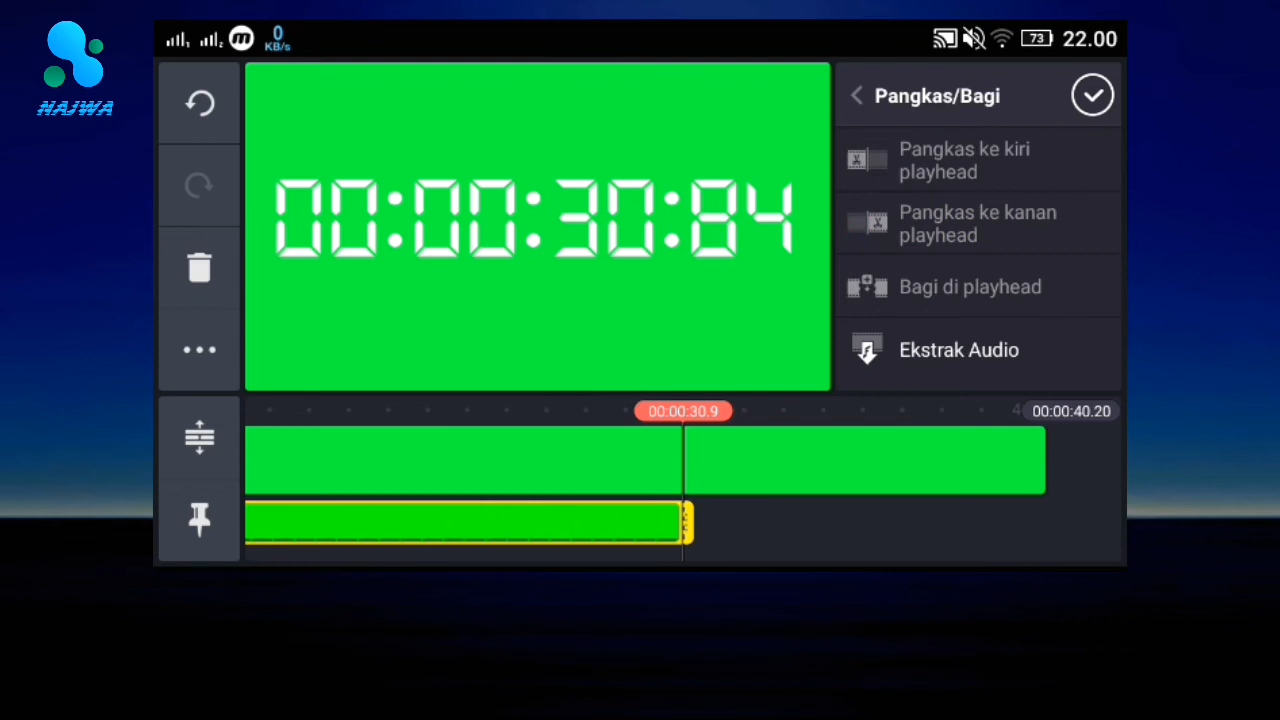 NAJWA
0
KB/s
73
22.00
Pangkas/Bagi
00:00:30:84
Pangkas ke kiri
playhead
Pangkas ke kanan
playhead
Bagi di playhead
Ekstrak Audio
00:00:30.9
4
00:00:40.20